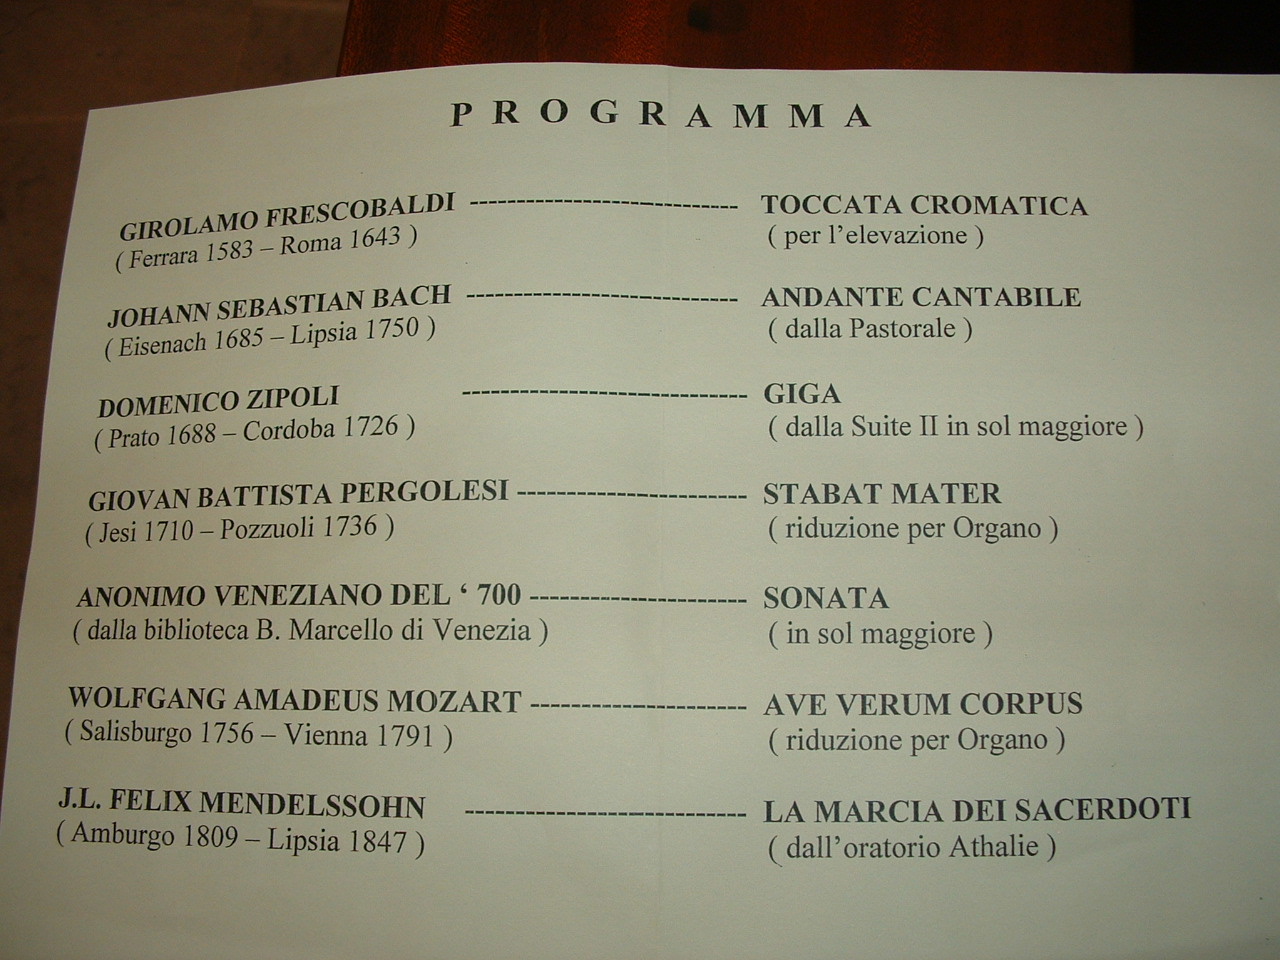 PROGRAMMA
GIROLAMO FRESCOBALDI ----------------------------- TOCCATA CROMATICA
( Ferrara 1583 – Roma 1643 ) ( per l’elevazione )
JOHANN SEBASTIAN BACH ----------------------------- ANDANTE CANTABILE
( Eisenach 1685 – Lipsia 1750 ) ( dalla Pastorale )
DOMENICO ZIPOLI ------------------------------ GIGA
( Prato 1688 – Cordoba 1726 ) ( dalla Suite II in sol maggiore )
GIOVAN BATTISTA PERGOLESI ------------------------ STABAT MATER
( Jesi 1710 – Pozzuoli 1736 ) ( riduzione per Organo )
ANONIMO VENEZIANO DEL ‘ 700 ----------------------- SONATA
( dalla biblioteca B. Marcello di Venezia ) ( in sol maggiore )
WOLFGANG AMADEUS MOZART ----------------------- AVE VERUM CORPUS
( Salisburgo 1756 – Vienna 1791 ) ( riduzione per Organo )
J.L. FELIX MENDELSSOHN ------------------------------ LA MARCIA DEI SACERDOTI
( Amburgo 1809 – Lipsia 1847 ) ( dall’oratorio Athalie )